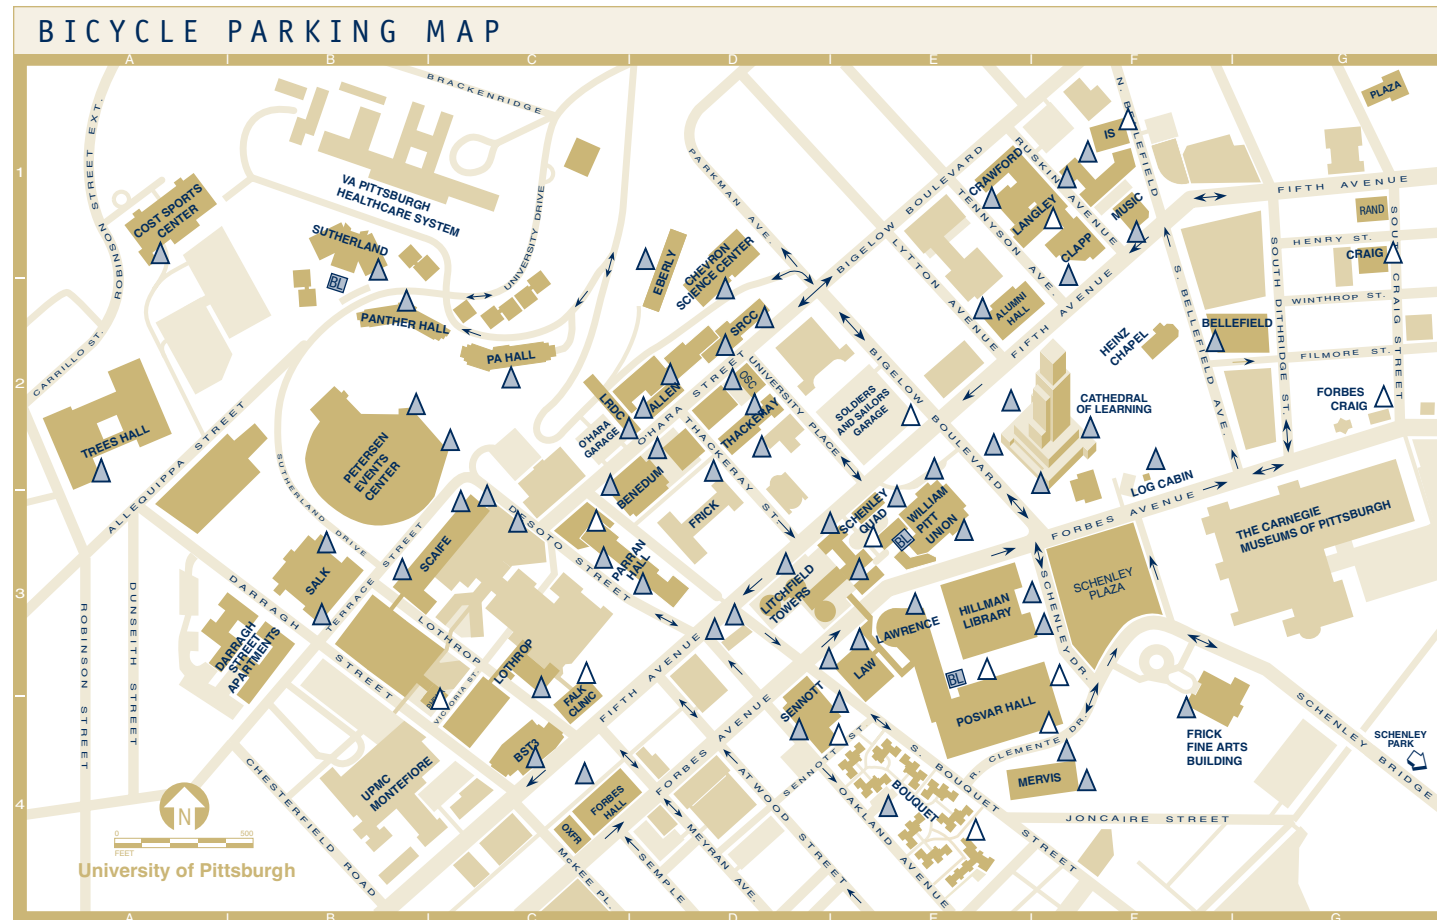 BICYCLE PARKING MAP
A
B
C
D
E
F
G
1
2
3
4
BRACKENRIDGE
ROBINSON STREET EXT.
COST SPORTS
CENTER
VA PITTSBURGH
HEALTHCARE SYSTEM
SUTHERLAND
BL
PANTHER HALL
UNIVERSITY DRIVE
PA HALL
EBERLY
CHEVRON
SCIENCE CENTER
PARKMAN AVE.
BIGELOW BOULEVARD
CRAWFORD
RUSKIN AVENUE
LANGLEY
TENNYSON AVE.
CLAPP
LYTTON AVENUE
ALUMNI
HALL
FIFTH AVENUE
IS
N. BELLEFIELD
MUSIC
PLAZA
FIFTH AVENUE
RAND
HENRY ST.
CRAIG
SOUTH CRAIG STREET
WINTHROP ST.
BELLEFIELD
FILMORE ST.
SOUTH DITHRIDGE ST.
S. BELLEFIELD AVE.
HEINZ
CHAPEL
FORBES
CRAIG
CATHEDRAL
OF LEARNING
LOG CABIN
FORBES AVENUE
THE CARNEGIE
MUSEUMS OF PITTSBURGH
CARRILLO ST.
TREES HALL
ALLEQUIPPA STREET
PETERSEN
EVENTS
CENTER
SUTHERLAND DRIVE
SRCC
ALLEN
LRDC
O'HARA
GARAGE
O'HARA STREET
OSC
THACKERAY
THACKERAY ST.
UNIVERSITY PLACE
SOLDIERS
AND SAILORS
GARAGE
BIGELOW BOULEVARD
BENEDUM
FRICK
DESOTO STREET
PARRAN
HALL
SCHENLEY
QUAD
WILLIAM
PITT
UNION
BL
LITCHFIELD
TOWERS
SCAIFE
SALK
TERRACE STREET
DARRAGH STREET
DARRAGH
STREET
APARTMENTS
ROBINSON STREET
DUNSEITH STREET
LOTHROP
LOTHROP
VICTORIA ST.
FALK
CLINIC
BST3
FIFTH AVENUE
FORBES AVENUE
LAWRENCE
LAW
HILLMAN
LIBRARY
SCHENLEY DR.
SCHENLEY
PLAZA
BL
POSVAR HALL
SENNOTT
SENNOTT ST
R. CLEMENTE DR.
MERVIS
S. BOUQUET STREET
BOUQUET
OAKLAND AVENUE
ATWOOD STREET
MEYRAN AVE.
SEMPLE
McKEE PL.
OXFR
FORBES
HALL
UPMC
MONTEFIORE
CHESTERFIELD ROAD
JONCAIRE STREET
FRICK
FINE ARTS
BUILDING
SCHENLEY
PARK
SCHENLEY BRIDGE
N
0 500
FEET
University of Pittsburgh
A
B
C
D
E
F
G